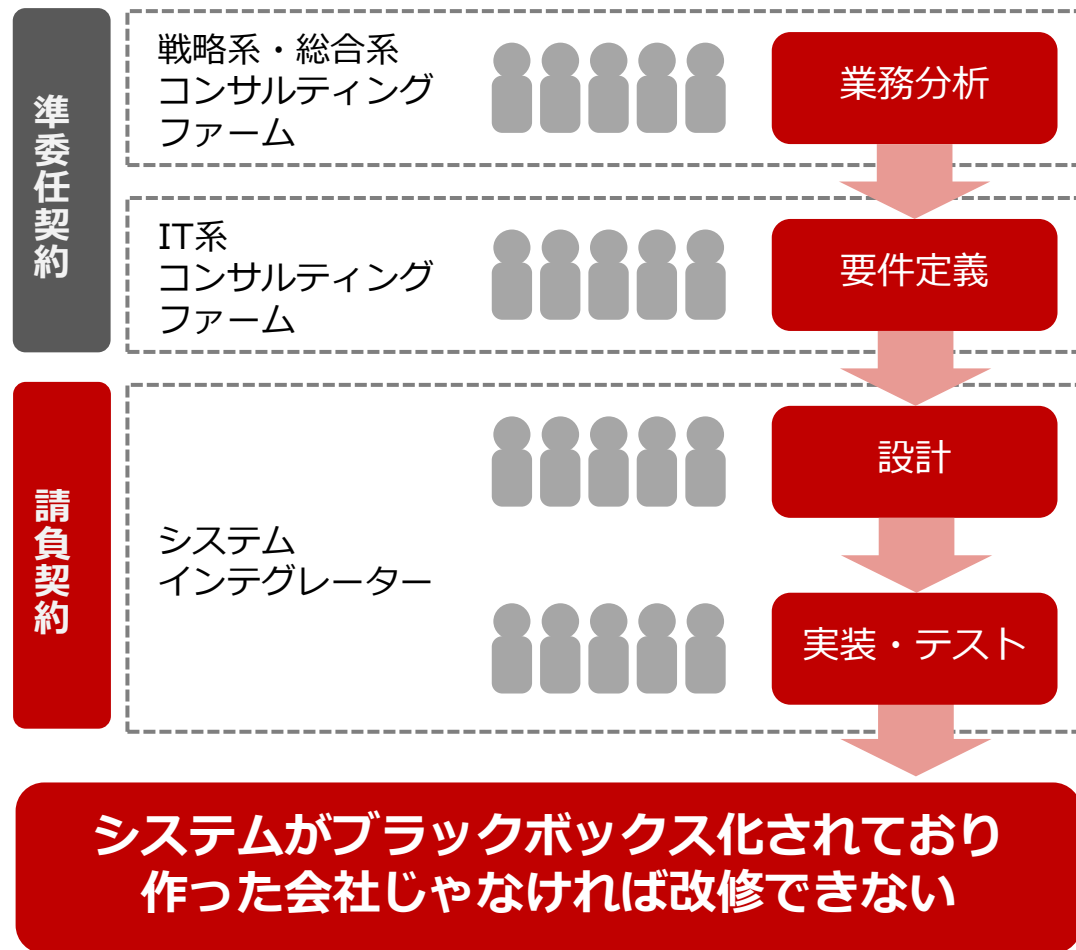 準委任契約
戦略系・総合系
コンサルティング
ファーム
業務分析
IT系
コンサルティング
ファーム
要件定義
請負契約
システム
インテグレーター
設計
実装・テスト
システムがブラックボックス化されており
作った会社じゃなければ改修できない